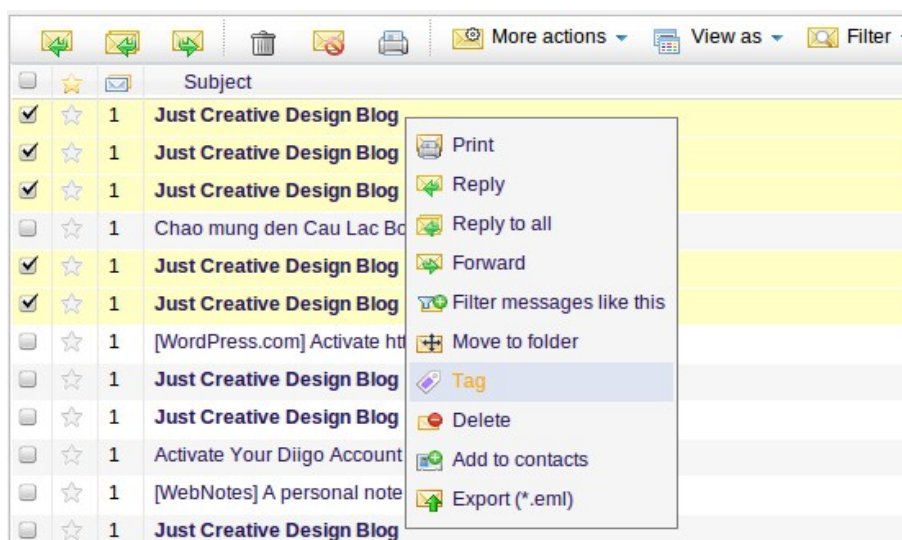 More actions View as Filter
Subject
1 Just Creative Design Blog
1 Just Creative Design Blog
1 Just Creative Design Blog
1 Chao mung den Cau Lac
1 Just Creative Design Blog
1 Just Creative Design Blog
1 [WordPress.com] Activate
1 Just Creative Design Blog
1 Just Creative Design Blog
1 Activate Your Diigo Account
1 [WebNotes] A personal note
1 Just Creative Design Blog
Print
Reply
Reply to all
Forward
Filter messages like this
Move to folder
Tag
Delete
Add to contacts
Export (*.eml)